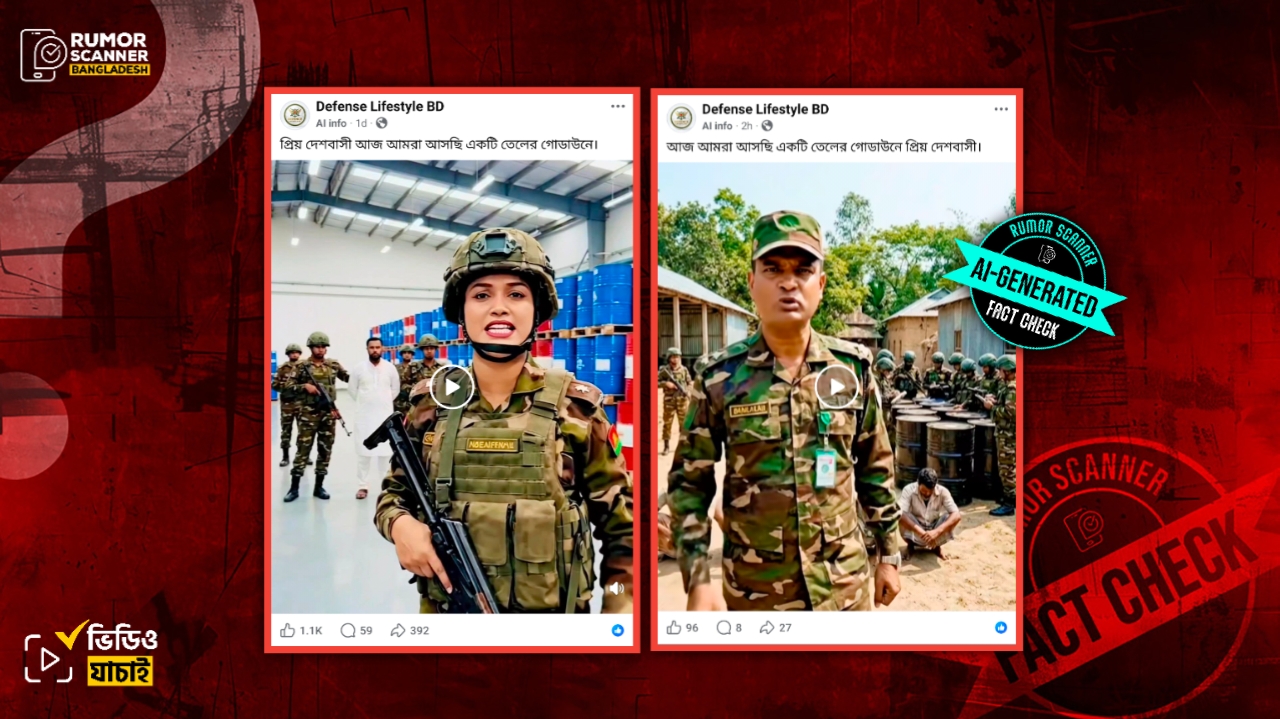 RUMOR
SCANNER
BANGLADESH
Defense Lifestyle BD
AI info · 1d ·
প্রিয় দেশবাসী আজ আমরা আসছি একটি তেলের গোডাউনে।
NSEAIFENME
1.1K 59 392
Defense Lifestyle BD
AI info · 2h ·
আজ আমরা আসছি একটি তেলের গোডাউনে প্রিয় দেশবাসী।
96 8 27
RUMOR SCANNER
AI-GENERATED
FACT CHECK
ভিডিও
যাচাই
MOR SCANNER
FACT CHECK